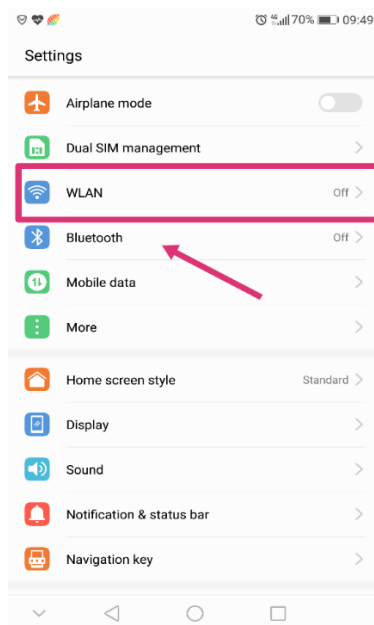 70% 09:49
Settings
Airplane mode
Dual SIM management
WLAN Off
Bluetooth Off
Mobile data
More
Home screen style Standard
Display
Sound
Notification & status bar
Navigation key